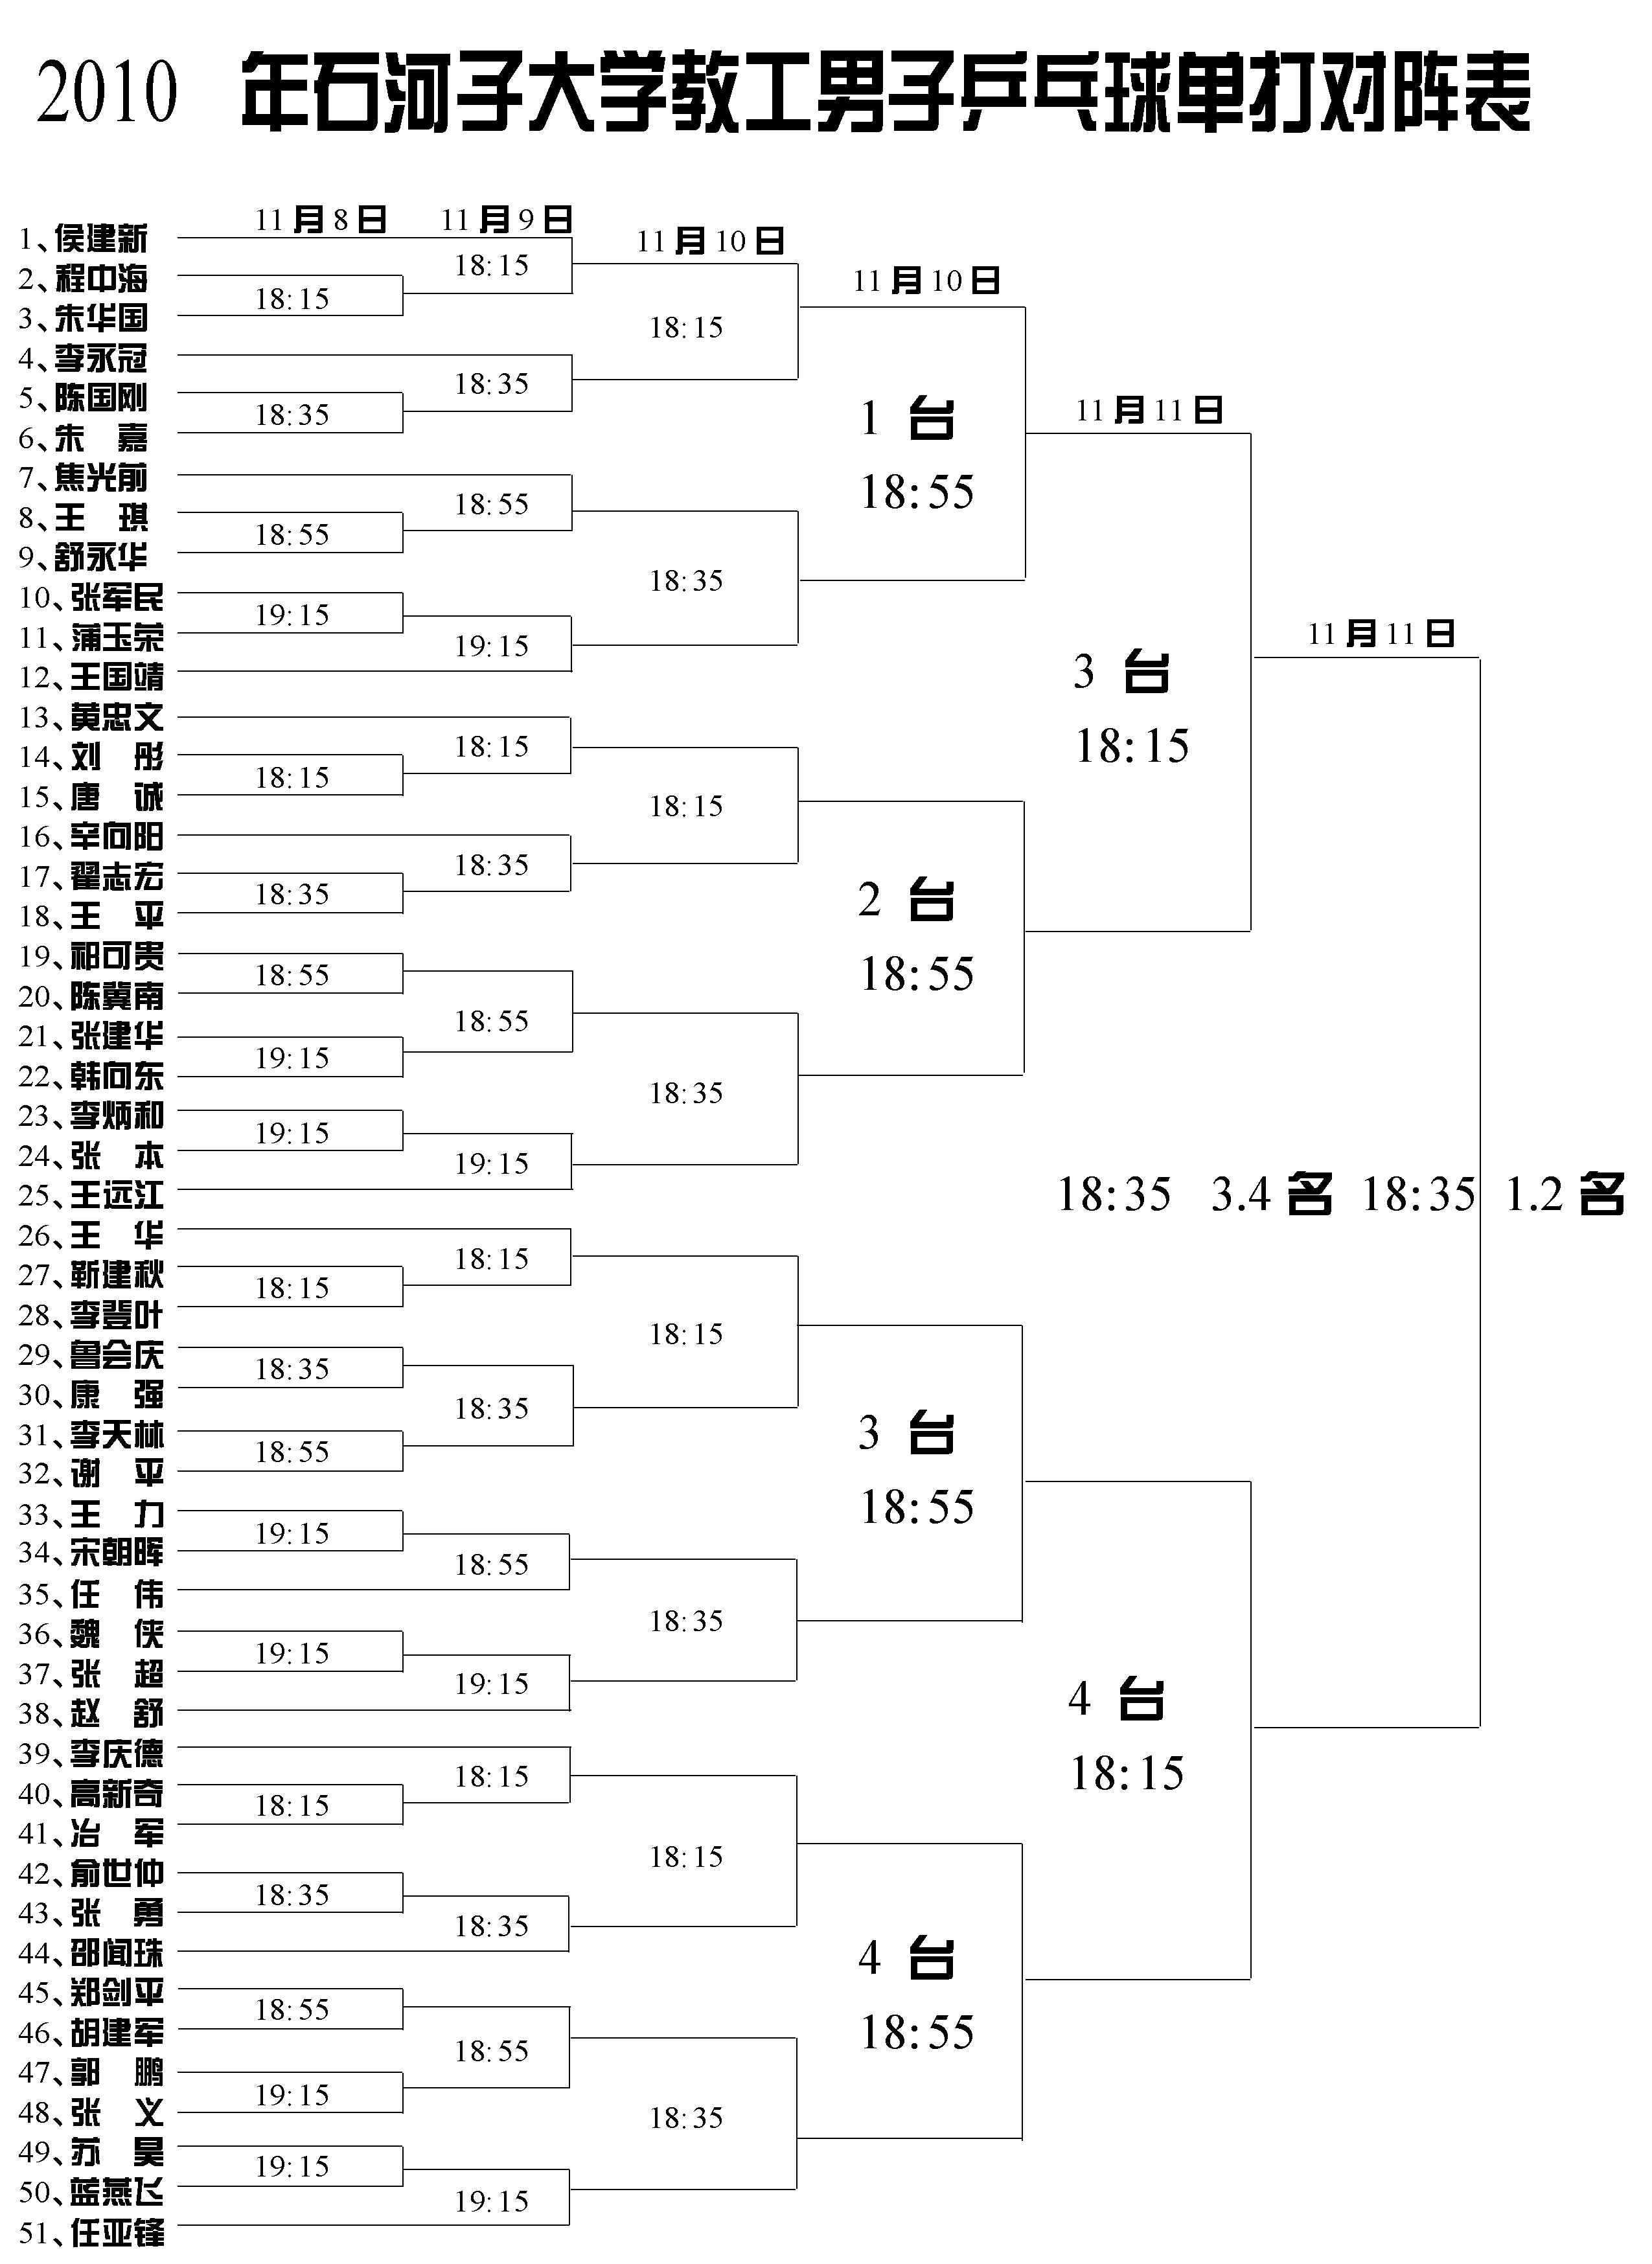 2010 年石河子大学教工男子乒乓球单打对阵表
11月8日
11月9日
11月10日
11月10日
11月11日
11月11日
1、侯建新
18:15
2、程中海
18:15
3、朱华国
18:15
4、李永冠
18:35
5、陈国刚
18:35
6、朱 嘉
1 台
18:55
7、焦光前
18:55
8、王 琪
18:55
9、舒永华
18:35
10、张军民
19:15
11、蒲玉荣
19:15
12、王国靖
3 台
18:15
13、黄忠文
18:15
14、刘 彤
18:15
15、唐 诚
18:15
16、辛向阳
18:35
17、翟志宏
18:35
18、王 平
2 台
18:55
19、祁可贵
18:55
20、陈冀南
18:55
21、张建华
19:15
22、韩向东
18:35
23、李炳和
19:15
24、张 本
19:15
25、王远江
18:35 3.4名 18:35 1.2名
26、王 华
18:15
27、靳建秋
18:15
28、李登叶
18:15
29、鲁会庆
18:35
30、康 强
18:35
31、李天林
18:55
32、谢 平
3 台
18:55
33、王 力
19:15
34、宋朝晖
18:55
35、任 伟
18:35
36、魏 侠
19:15
37、张 超
19:15
38、赵 舒
4 台
18:15
39、李庆德
18:15
40、高新奇
18:15
41、冶 军
18:15
42、俞世仲
18:35
43、张 勇
18:35
44、邵闻珠
4 台
18:55
45、郑剑平
18:55
46、胡建军
18:55
47、郭 鹏
19:15
48、张 义
18:35
49、苏 昊
19:15
50、蓝燕飞
19:15
51、任亚锋